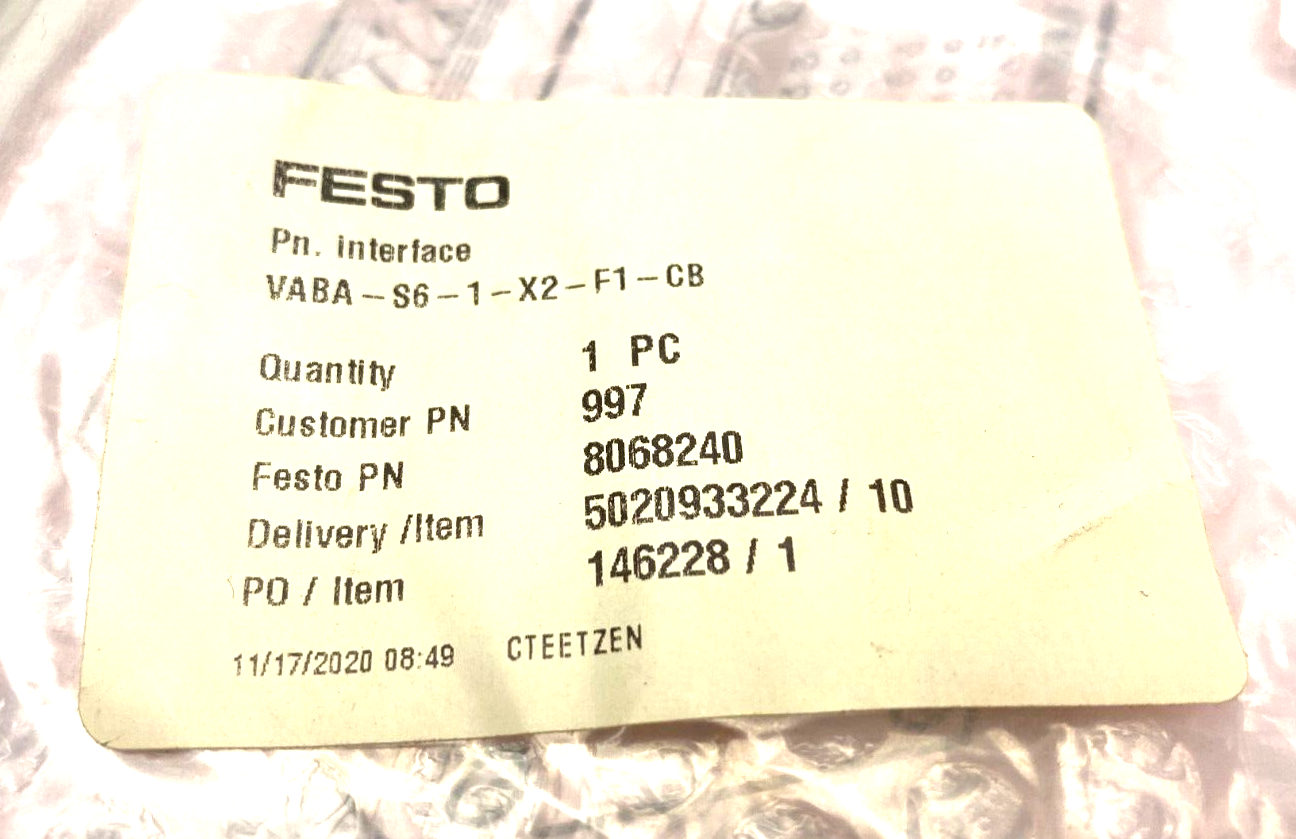 FESTO
Pn. interface
VABA-S6-1-X2-F1-CB
Quantity 1 PC
Customer PN 997
Festo PN 8068240
Delivery /Item 5020933224 / 10
PO / Item 146228 / 1
11/17/2020 08:49 CTEETZEN